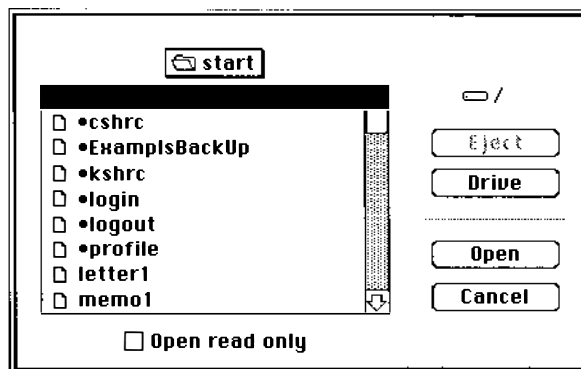 start
•cshrc
•ExamplsBackUp
•kshrc
•login
•logout
•profile
letter1
memo1
Open read only
/
Eject
Drive
Open
Cancel